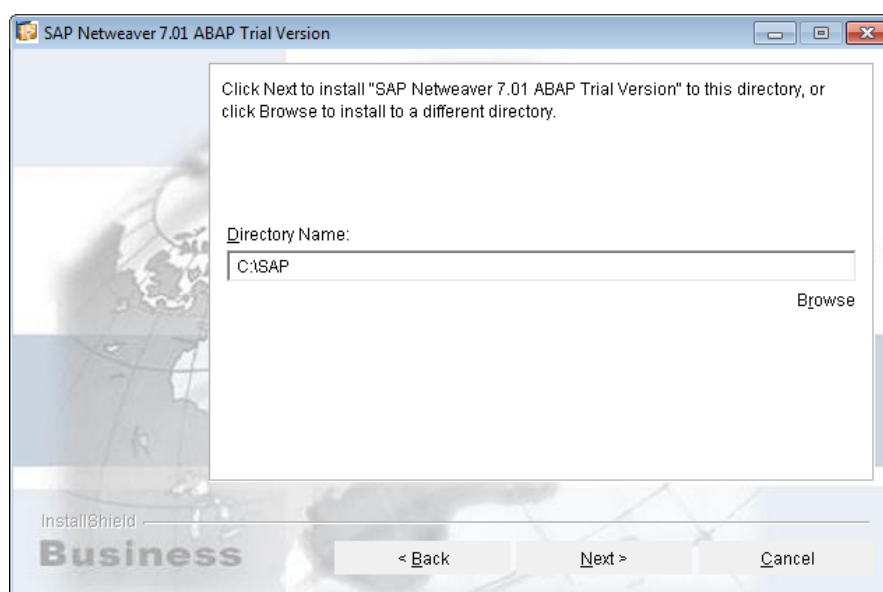 SAP Netweaver 7.01 ABAP Trial Version
Click Next to install "SAP Netweaver 7.01 ABAP Trial Version" to this directory, or
click Browse to install to a different directory.
Directory Name:
C:\SAP
Browse
InstallShield
Business
< Back Next > Cancel